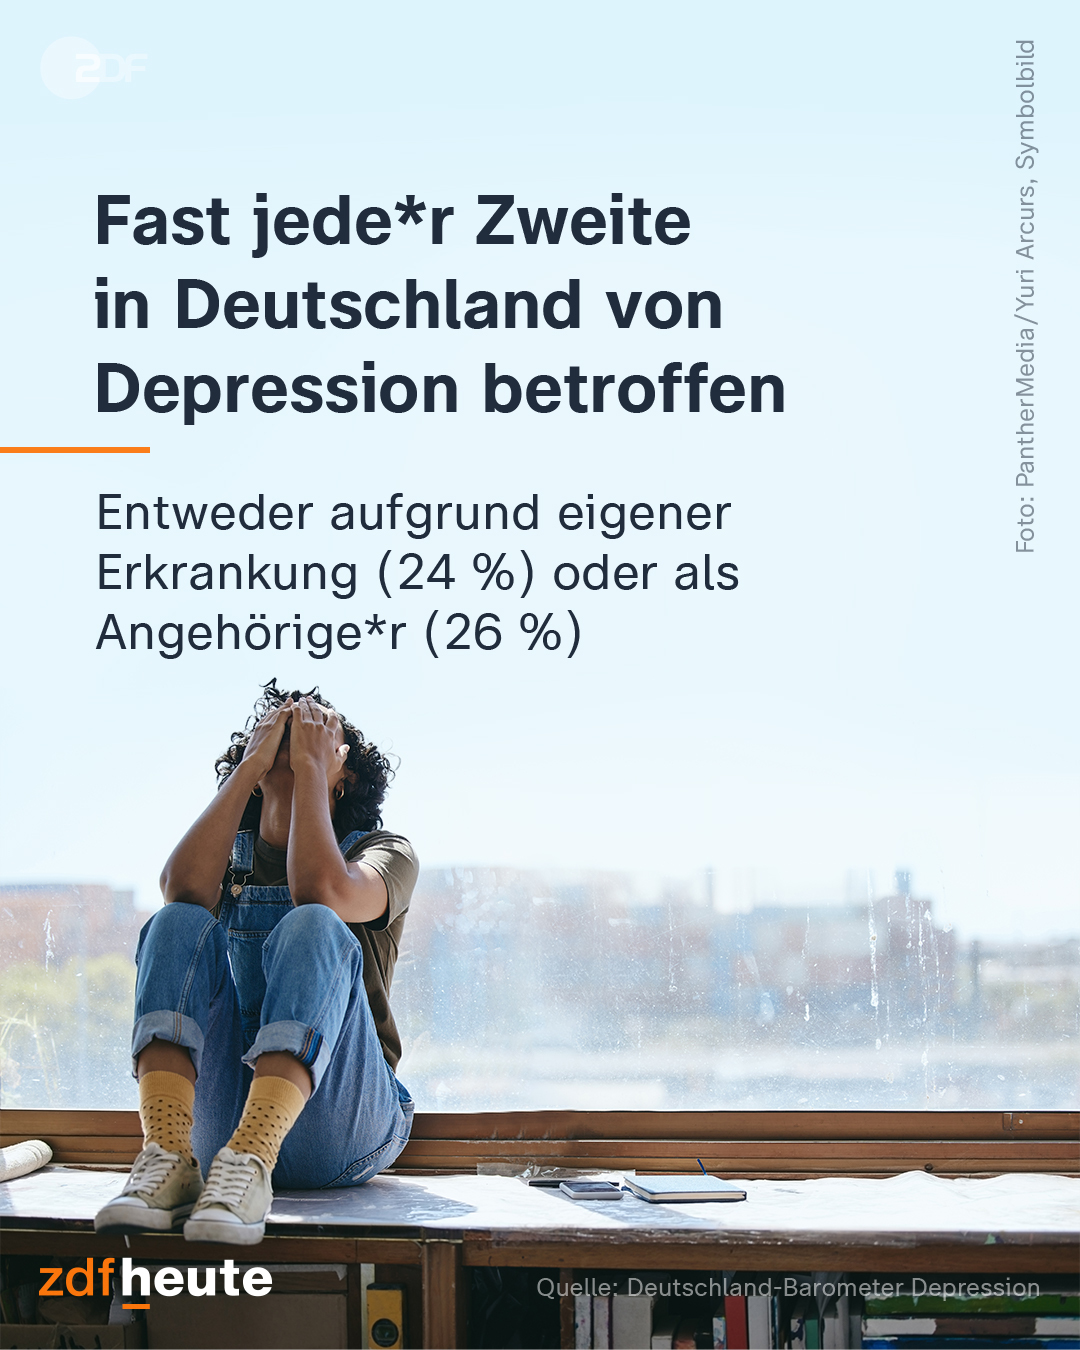 ZDF
Fast jede*r Zweite
in Deutschland von
Depression betroffen
Entweder aufgrund eigener
Erkrankung (24 %) oder als
Angehörige*r (26 %)
Foto: PantherMedia/Yuri Arcurs, Symbolbild
zdfheute
Quelle: Deutschland-Barometer Depression